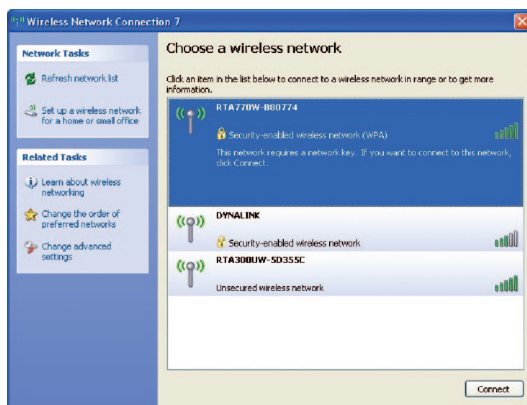 Wireless Network Connection 7
Network Tasks
Refresh network list
Set up a wireless network
for a home or small office
Related Tasks
Learn about wireless
networking
Change the order of
preferred networks
Change advanced
settings
Choose a wireless network
Click an item in the list below to connect to a wireless network in range or to get more
information.
RTA770W-B80774
Security-enabled wireless network (WPA)
This network requires a network key. If you want to connect to this network,
click Connect.
DYNALINK
Security-enabled wireless network
RTA300UW-5D355C
Unsecured wireless network
Connect